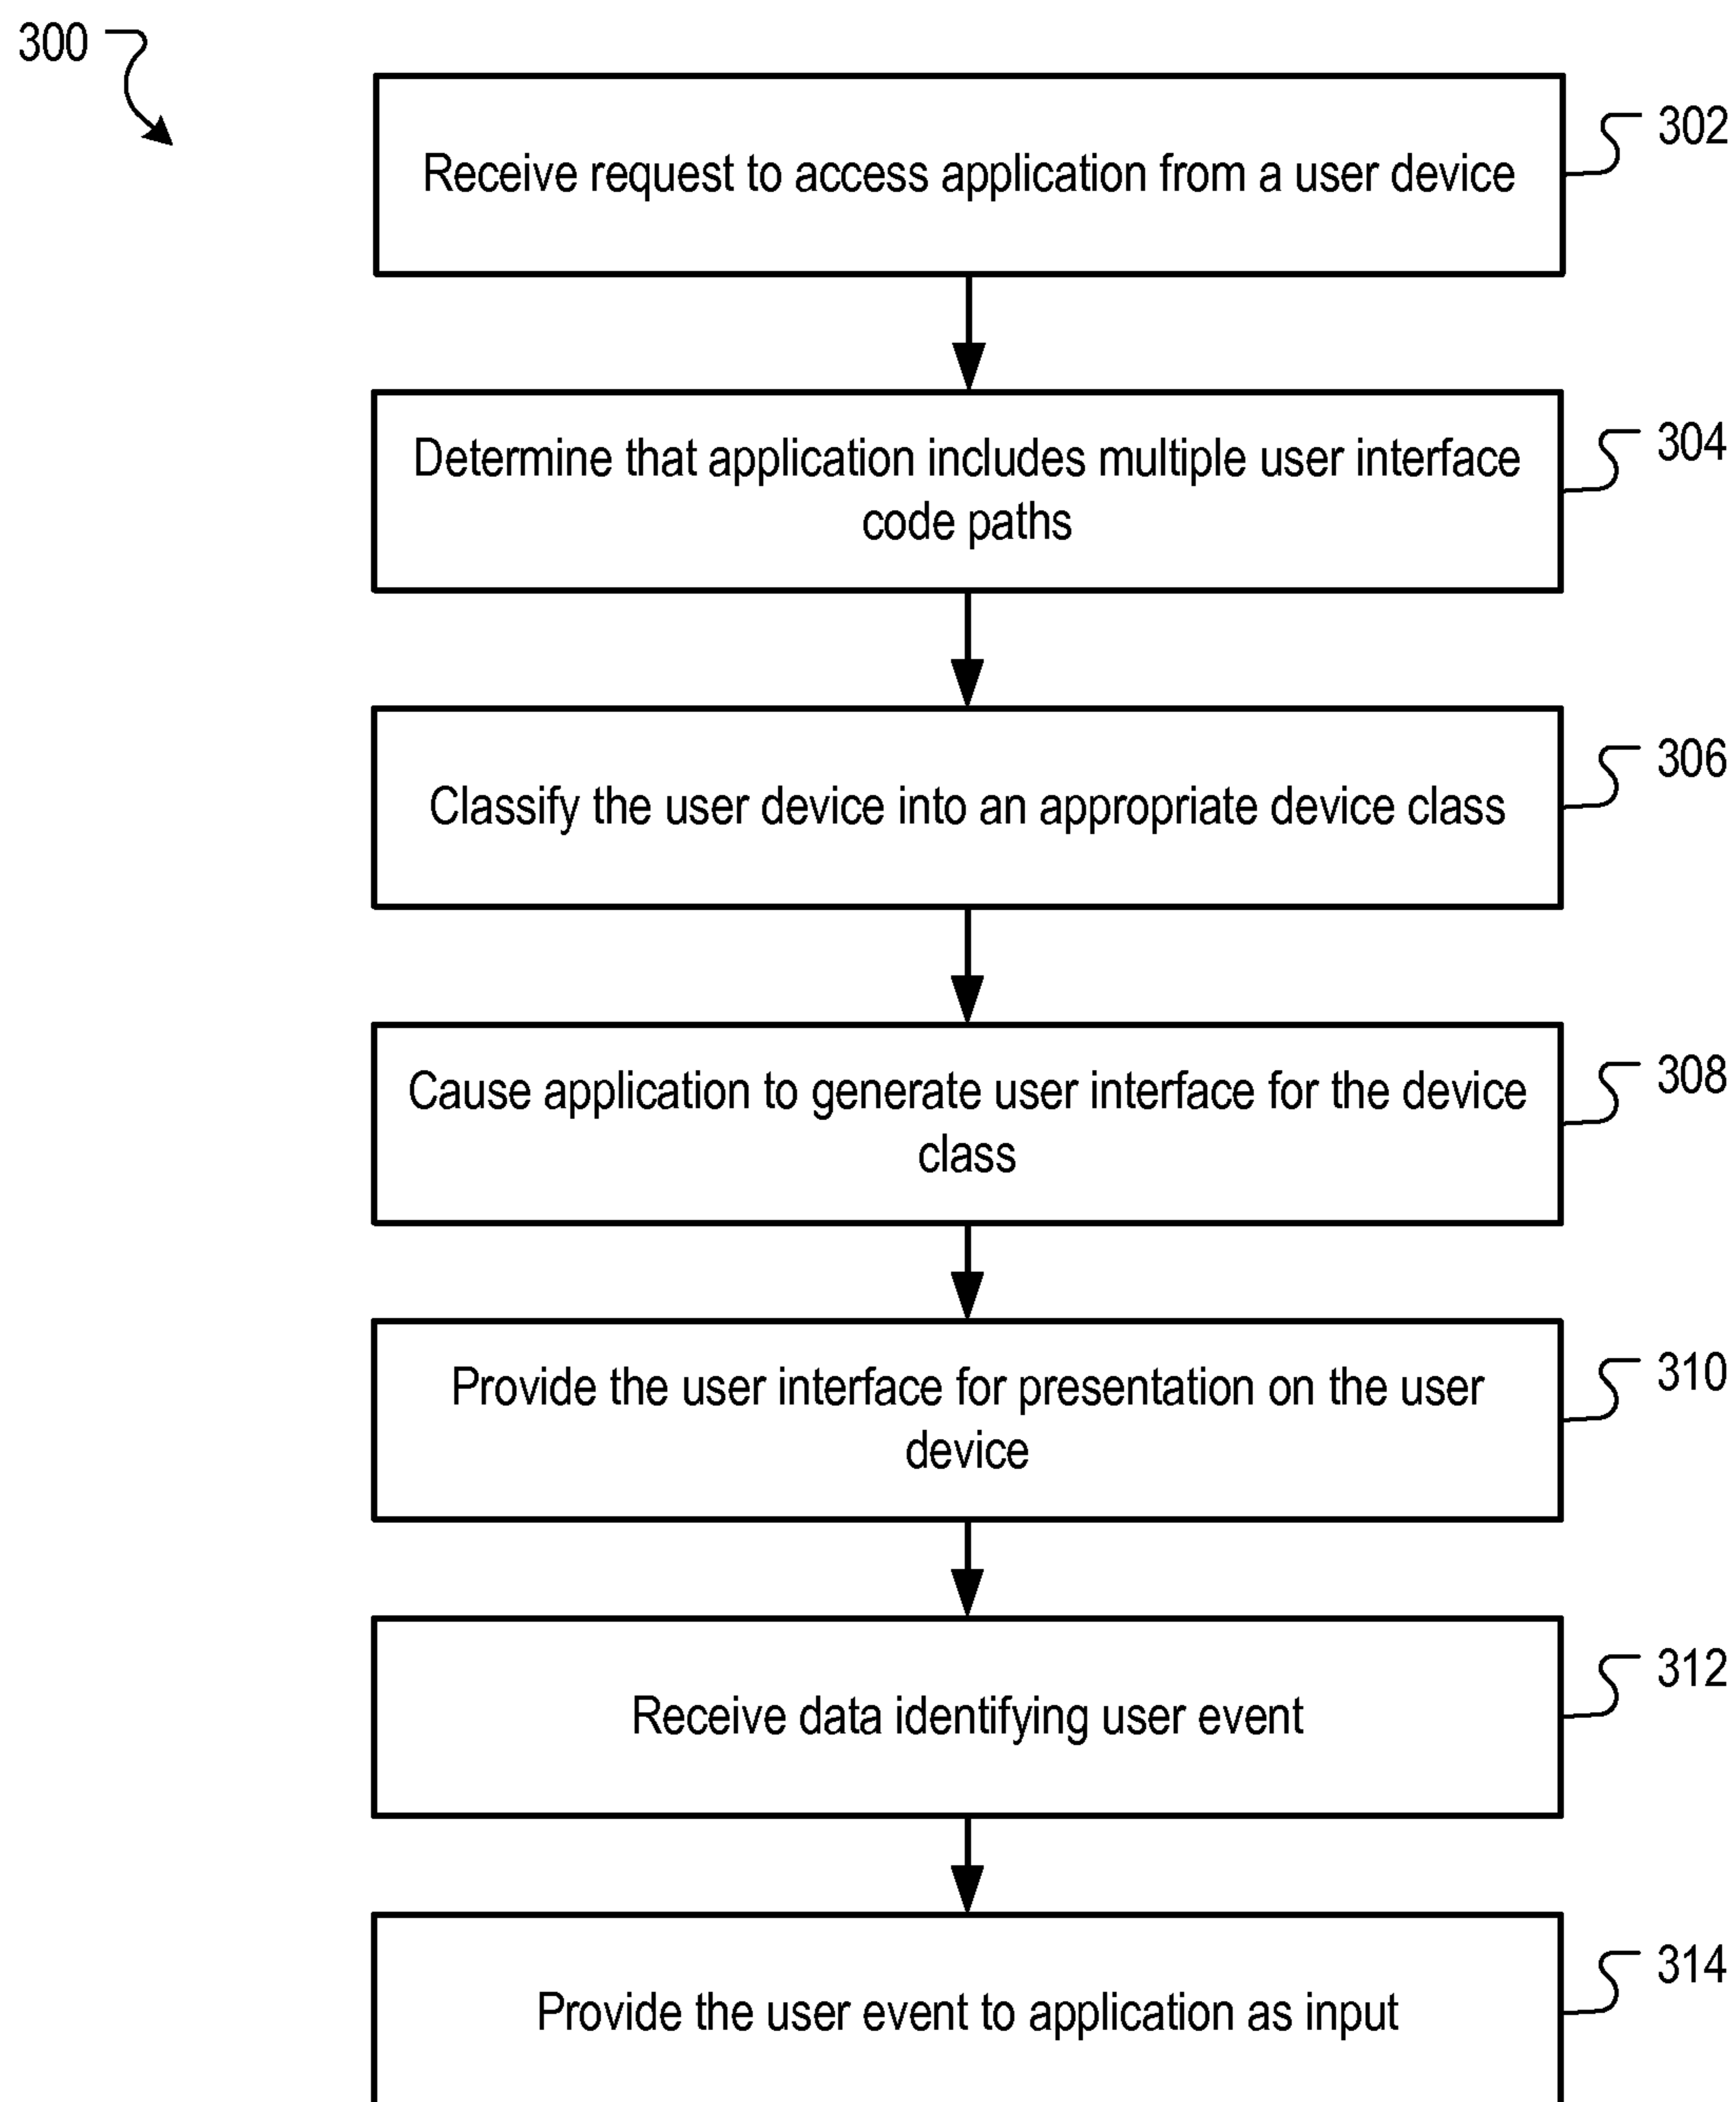 300
Receive request to access application from a user device
302
Determine that application includes multiple user interface
code paths
304
Classify the user device into an appropriate device class
306
Cause application to generate user interface for the device
class
308
Provide the user interface for presentation on the user
device
310
Receive data identifying user event
312
Provide the user event to application as input
314